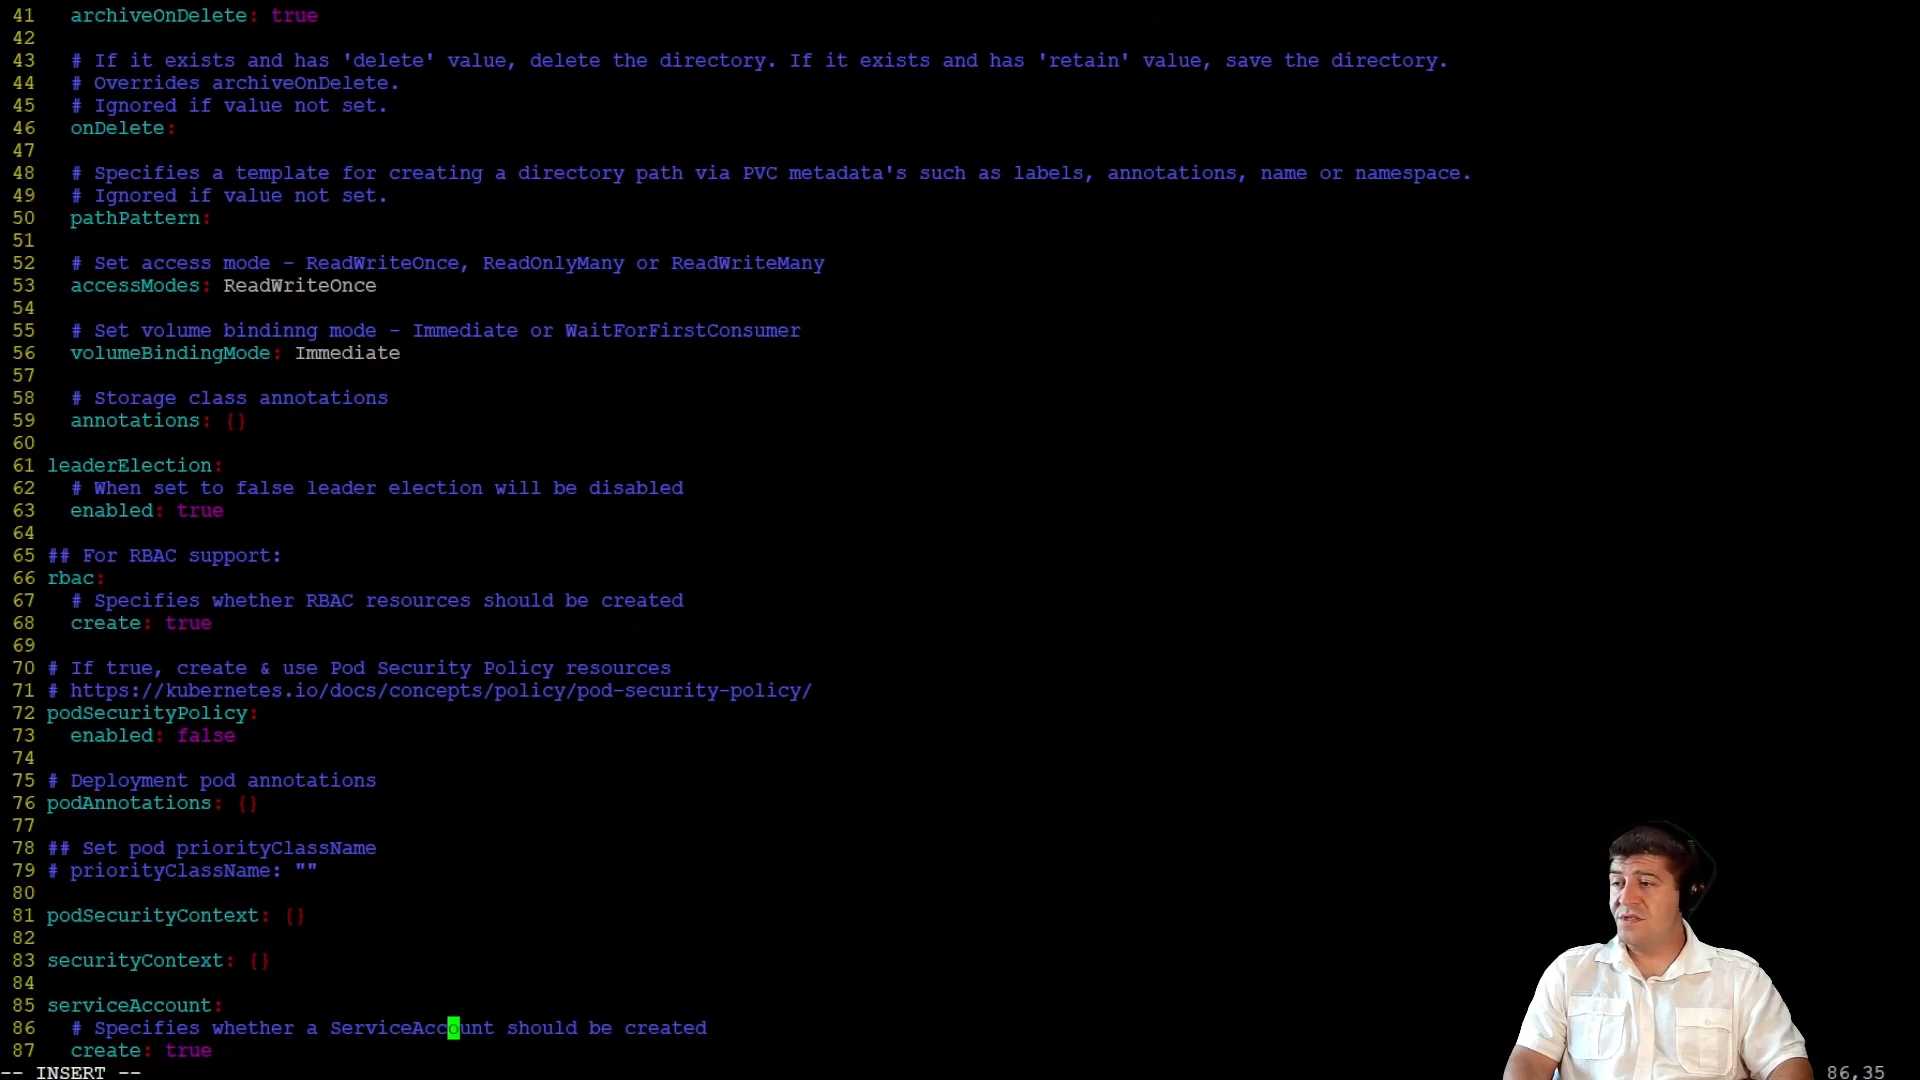 41   archiveOnDelete: true
42
43   # If it exists and has 'delete' value, delete the directory. If it exists and has 'retain' value, save the directory.
44   # Overrides archiveOnDelete.
45   # Ignored if value not set.
46   onDelete:
47
48   # Specifies a template for creating a directory path via PVC metadata's such as labels, annotations, name or namespace.
49   # Ignored if value not set.
50   pathPattern:
51
52   # Set access mode - ReadWriteOnce, ReadOnlyMany or ReadWriteMany
53   accessModes: ReadWriteOnce
54
55   # Set volume bindinng mode - Immediate or WaitForFirstConsumer
56   volumeBindingMode: Immediate
57
58   # Storage class annotations
59   annotations: {}
60
61 leaderElection:
62   # When set to false leader election will be disabled
63   enabled: true
64
65 ## For RBAC support:
66 rbac:
67   # Specifies whether RBAC resources should be created
68   create: true
69
70 # If true, create & use Pod Security Policy resources
71 # https://kubernetes.io/docs/concepts/policy/pod-security-policy/
72 podSecurityPolicy:
73   enabled: false
74
75 # Deployment pod annotations
76 podAnnotations: {}
77
78 ## Set pod priorityClassName
79 # priorityClassName: ""
80
81 podSecurityContext: {}
82
83 securityContext: {}
84
85 serviceAccount:
86   # Specifies whether a ServiceAccount should be created
87   create: true
-- INSERT --
86,35